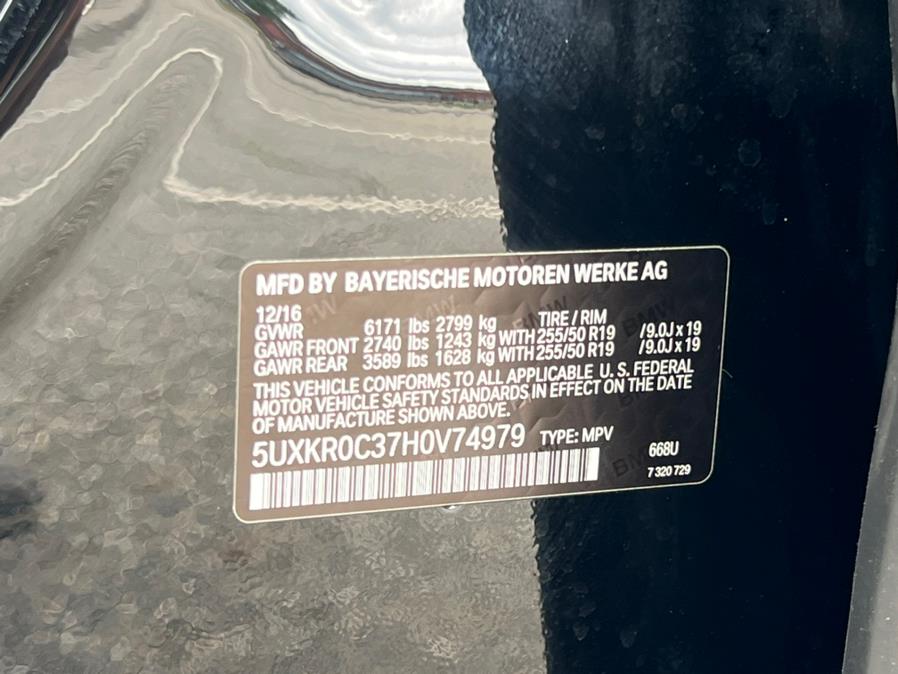 MFD BY BAYERISCHE MOTOREN WERKE AG
12/16 TIRE / RIM
GVWR 6171 lbs 2799 kg
GAWR FRONT 2740 lbs 1243 kg WITH 255/50 R19 /9.0J x 19
GAWR REAR 3589 lbs 1628 kg WITH 255/50 R19 /9.0J x 19
THIS VEHICLE CONFORMS TO ALL APPLICABLE U. S. FEDERAL
MOTOR VEHICLE SAFETY STANDARDS IN EFFECT ON THE DATE
OF MANUFACTURE SHOWN ABOVE.
5UXKR0C37H0V74979 TYPE: MPV
668U
7 320 729